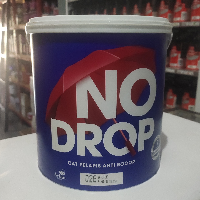 NO
DROP
CAT PELAPIS ANTI BOCOR